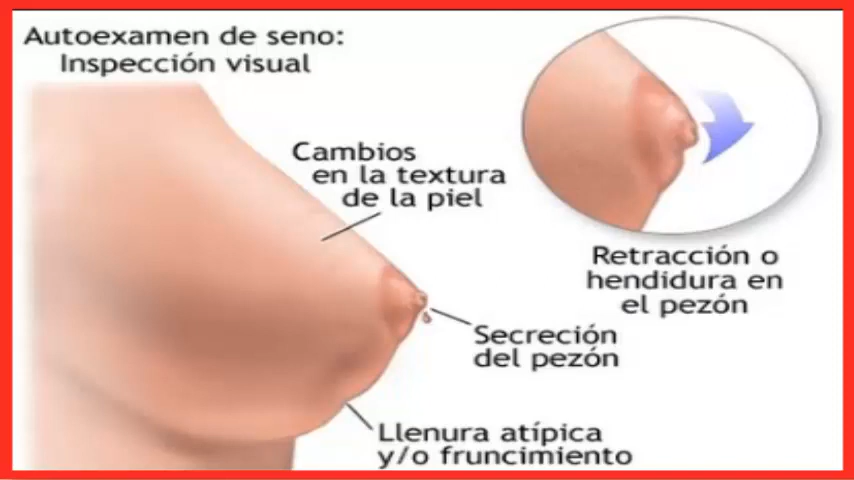 Autoexamen de seno:
Inspección visual
Cambios
en la textura
de la piel
Retracción o
hendidura en
el pezón
Secreción
del pezón
Llenura atípica
y/o fruncimiento